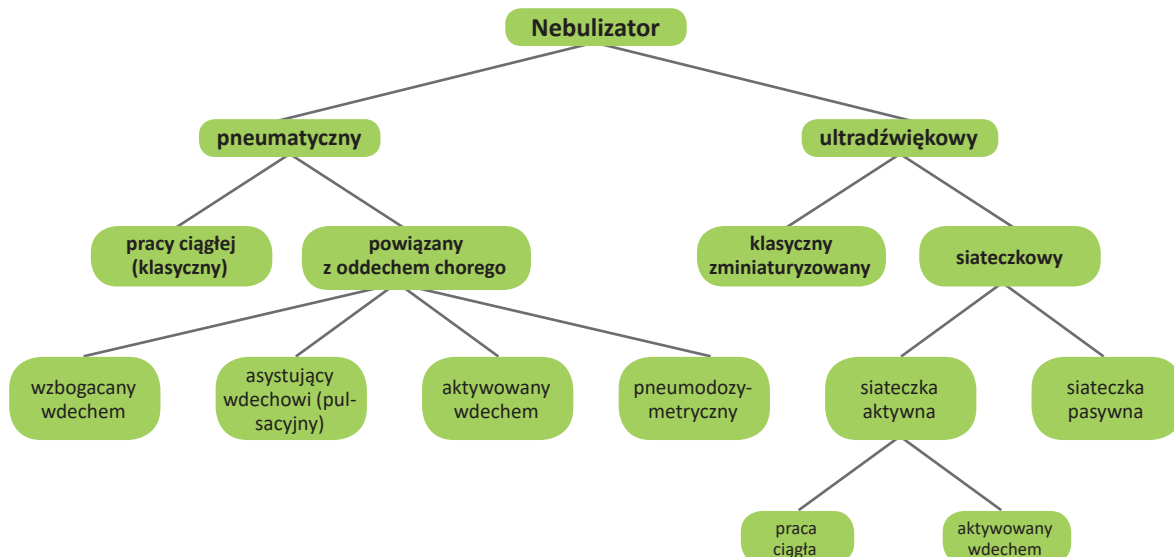 Nebulizator
pneumatyczny
ultradźwiękowy
pracy ciągłej
(klasyczny)
powiązany
z oddechem chorego
klasyczny
zminiaturyzowany
siateczkowy
wzbogacany
wdechem
asystujący
wdechowi (pul-
sacyjny)
aktywowany
wdechem
pneumodozy-
metryczny
siateczka
aktywna
siateczka
pasywna
praca
ciągła
aktywowany
wdechem